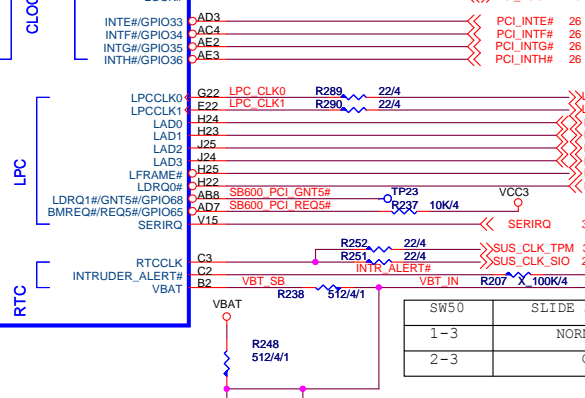 CLOC
INTE#/GPIO33 AD3 PCI_INTE# 26
INTF#/GPIO34 AC4 PCI_INTF# 26
INTG#/GPIO35 AE2 PCI_INTG# 26
INTH#/GPIO36 AE3 PCI_INTH# 26
LPC
LPCCLK0 G22 LPC_CLK0 R289 22/4
LPCCLK1 E22 LPC_CLK1 R290 22/4
LAD0 H24
LAD1 H23
LAD2 J25
LAD3 J24
LFRAME# H25
LDRQ0# H22
LDRQ1#/GNT5#/GPIO68 AB8 SB600_PCI_GNT5# TP23 VCC3
BMREQ#/REQ5#/GPIO65 AD7 SB600_PCI_REQ5# R237 10K/4
SERIRQ V15 SERIRQ
RTC
R252 22/4 SUS_CLK_TPM
RTCCLK C3 R251 22/4 SUS_CLK_SIO
INTRUDER_ALERT# C2 INTR_ALERT#
VBAT B2 VBT_SB R238 512/4/1 VBT_IN R207 X_100K/4
VBAT
R248
512/4/1
SW50 SLIDE
1-3 NOR
2-3